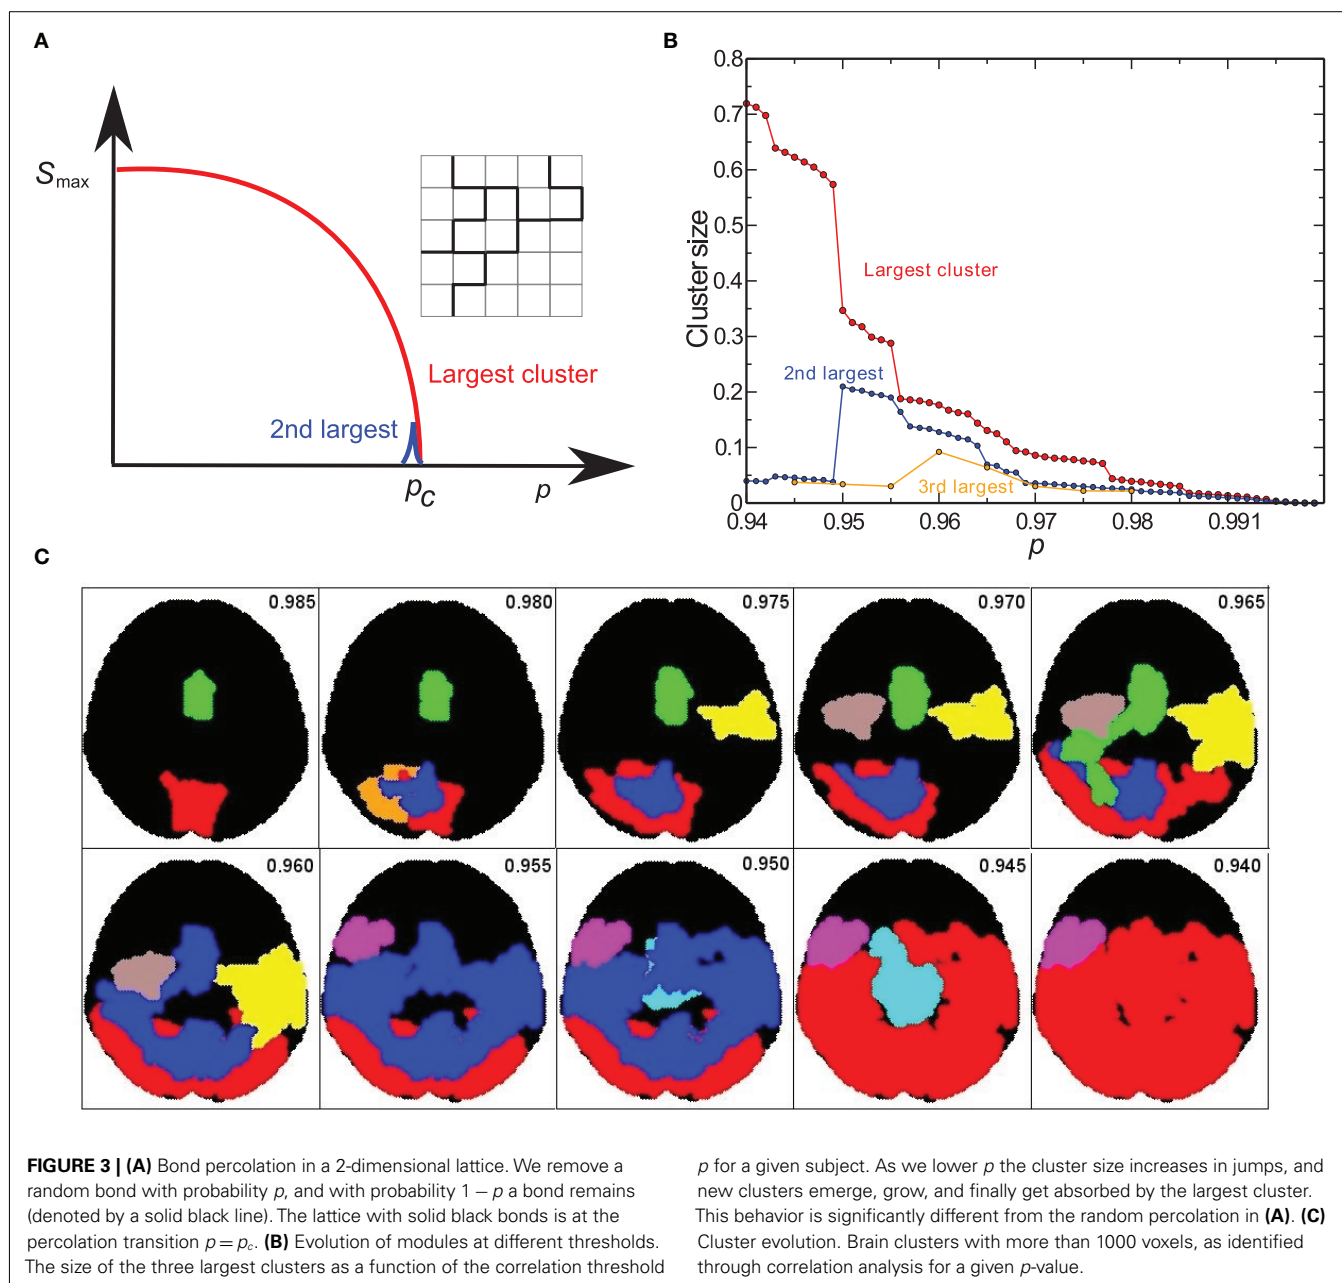 A
S max
Largest cluster
2nd largest
pC
p
B
0.8
0.7
0.6
0.5
0.4
0.3
0.2
0.1
0
Cluster size
Largest cluster
2nd largest
3rd largest
0.94 0.95 0.96 0.97 0.98 0.991
p
C
0.985 0.980 0.975 0.970 0.965
0.960 0.955 0.950 0.945 0.940
FIGURE 3 | (A) Bond percolation in a 2-dimensional lattice. We remove a
random bond with probability p, and with probability 1 − p a bond remains
(denoted by a solid black line). The lattice with solid black bonds is at the
percolation transition p = pc. (B) Evolution of modules at different thresholds.
The size of the three largest clusters as a function of the correlation threshold
p for a given subject. As we lower p the cluster size increases in jumps, and
new clusters emerge, grow, and finally get absorbed by the largest cluster.
This behavior is significantly different from the random percolation in (A). (C)
Cluster evolution. Brain clusters with more than 1000 voxels, as identified
through correlation analysis for a given p-value.